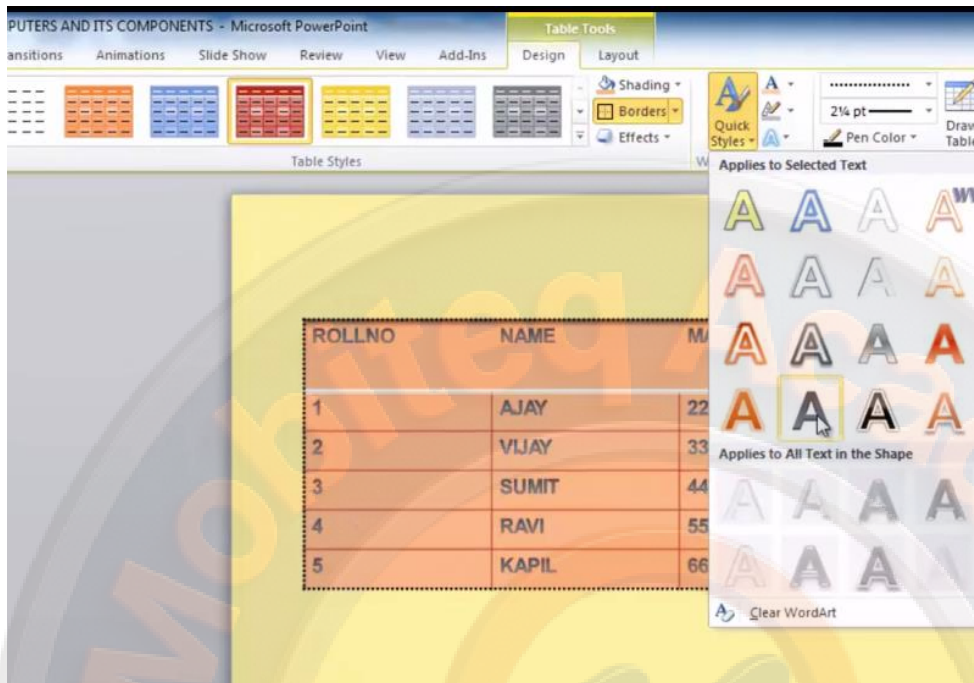 PUTERS AND ITS COMPONENTS - Microsoft PowerPoint
Table Tools
ansitions Animations Slide Show Review View Add-Ins Design Layout
Shading
Borders
Effects
Quick Styles
2¼ pt
Pen Color
Draw Table
Table Styles
W
Applies to Selected Text
Applies to All Text in the Shape
Clear WordArt
ROLLNO NAME MA
1 AJAY 22
2 VIJAY 33
3 SUMIT 44
4 RAVI 55
5 KAPIL 66
Mobiteq